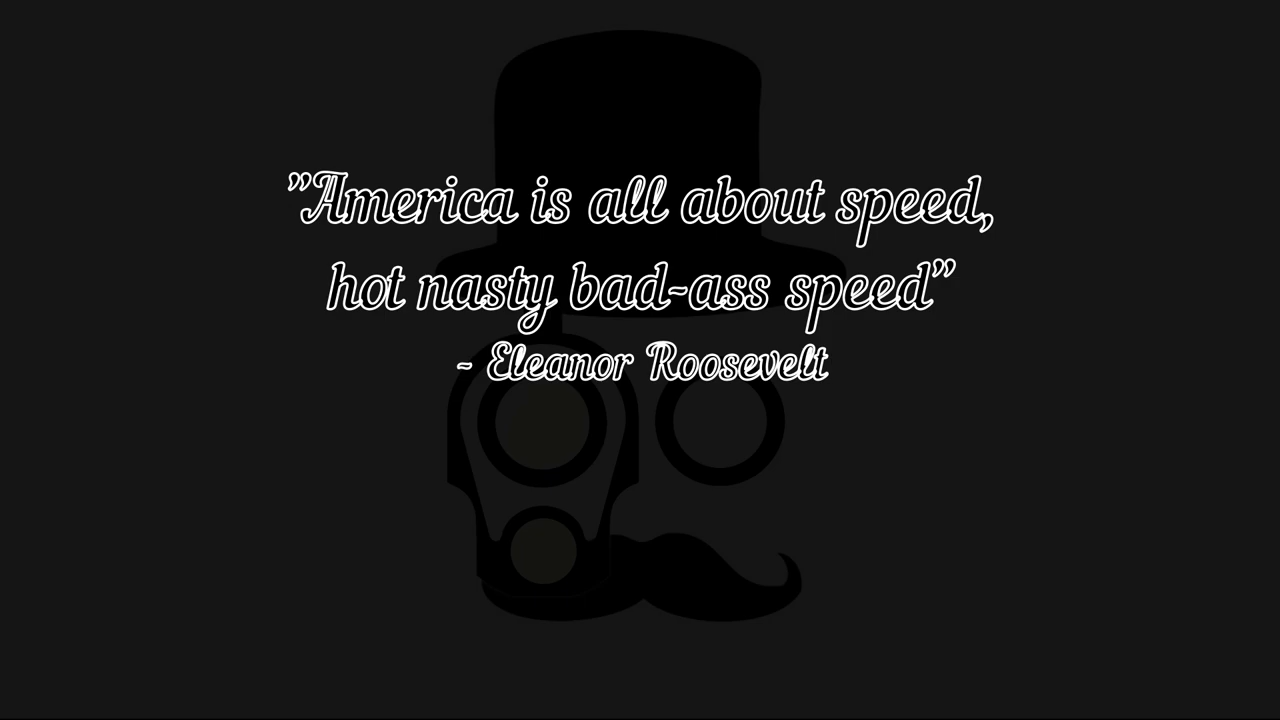 "America is all about speed,
hot nasty bad-ass speed"
~ Eleanor Roosevelt